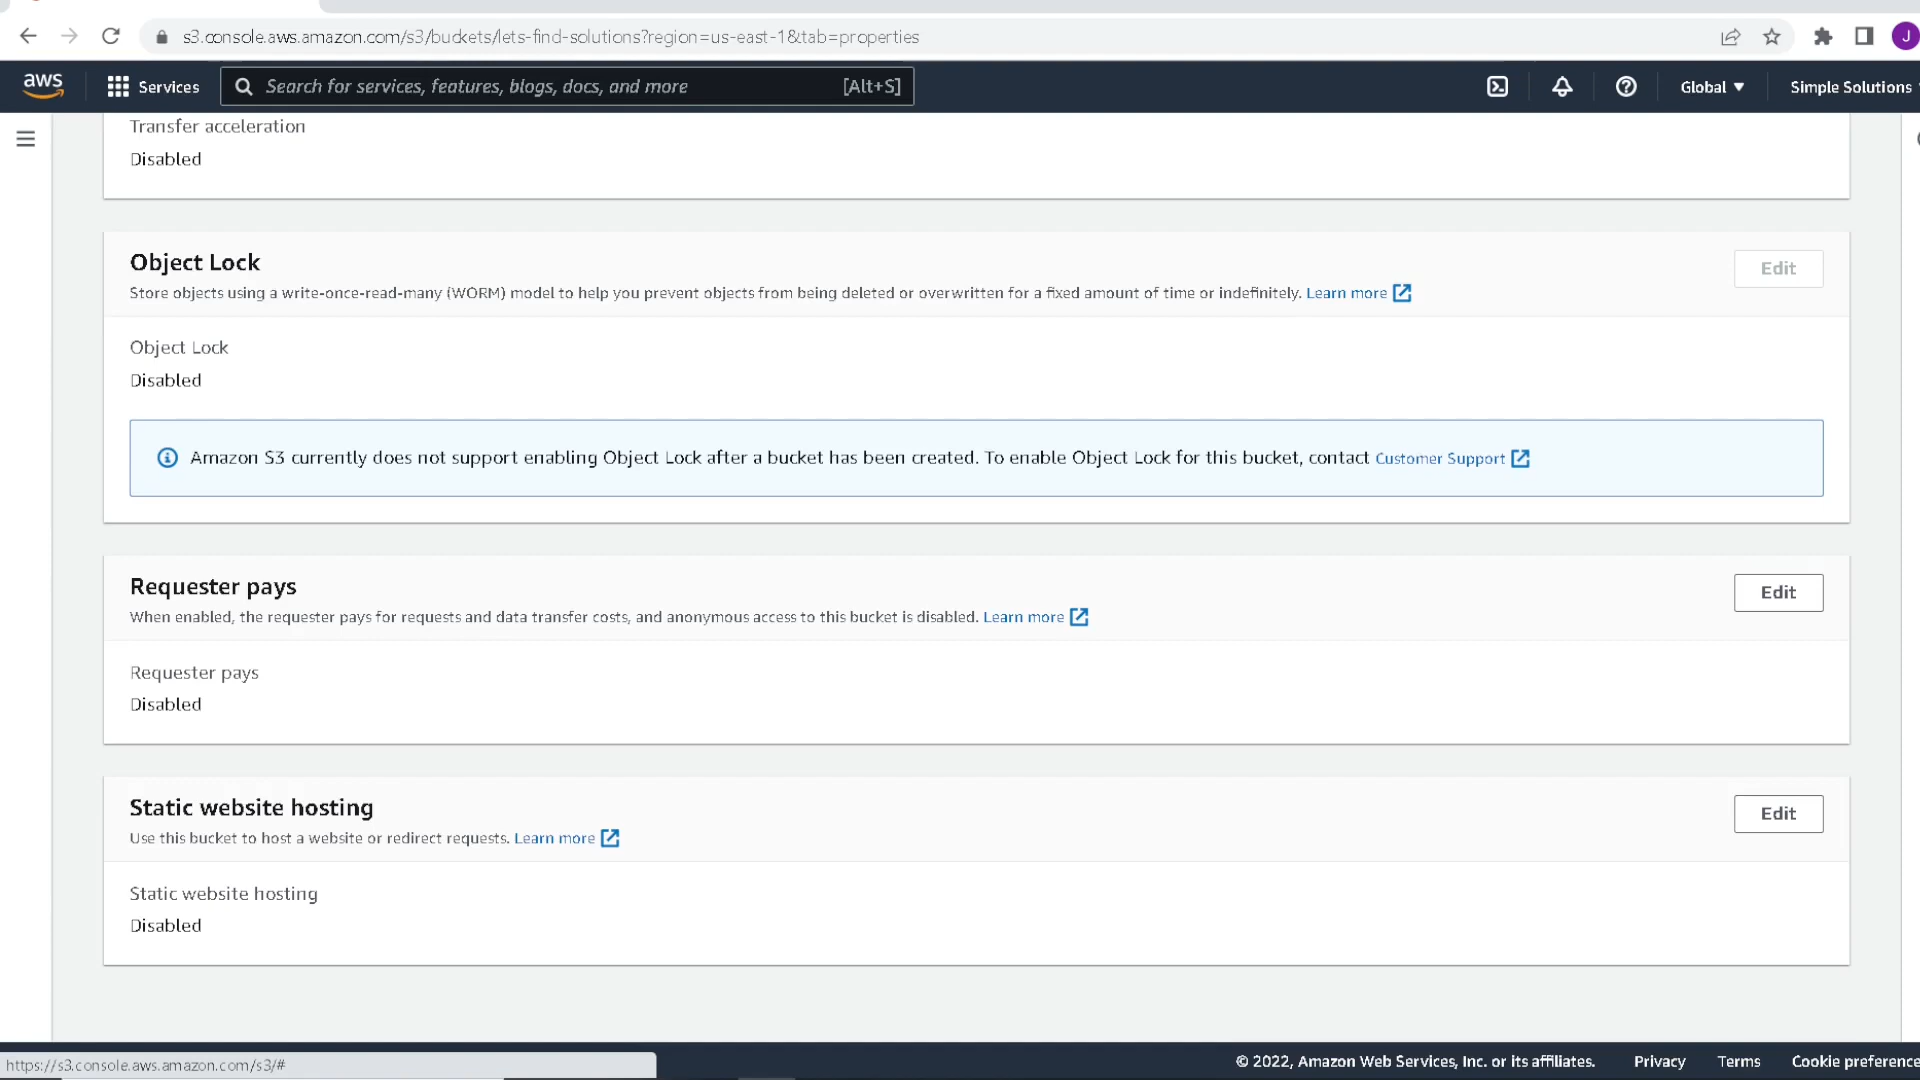 s3.console.aws.amazon.com/s3/buckets/lets-find-solutions?region=us-east-1&tab=properties
J
aws
Services
Search for services, features, blogs, docs, and more
[Alt+S]
Global
Simple Solutions
Transfer acceleration
Disabled
Object Lock
Edit
Store objects using a write-once-read-many (WORM) model to help you prevent objects from being deleted or overwritten for a fixed amount of time or indefinitely. Learn more
Object Lock
Disabled
Amazon S3 currently does not support enabling Object Lock after a bucket has been created. To enable Object Lock for this bucket, contact Customer Support
Requester pays
Edit
When enabled, the requester pays for requests and data transfer costs, and anonymous access to this bucket is disabled. Learn more
Requester pays
Disabled
Static website hosting
Edit
Use this bucket to host a website or redirect requests. Learn more
Static website hosting
Disabled
https://s3.console.aws.amazon.com/s3/#
© 2022, Amazon Web Services, Inc. or its affiliates.
Privacy
Terms
Cookie preference